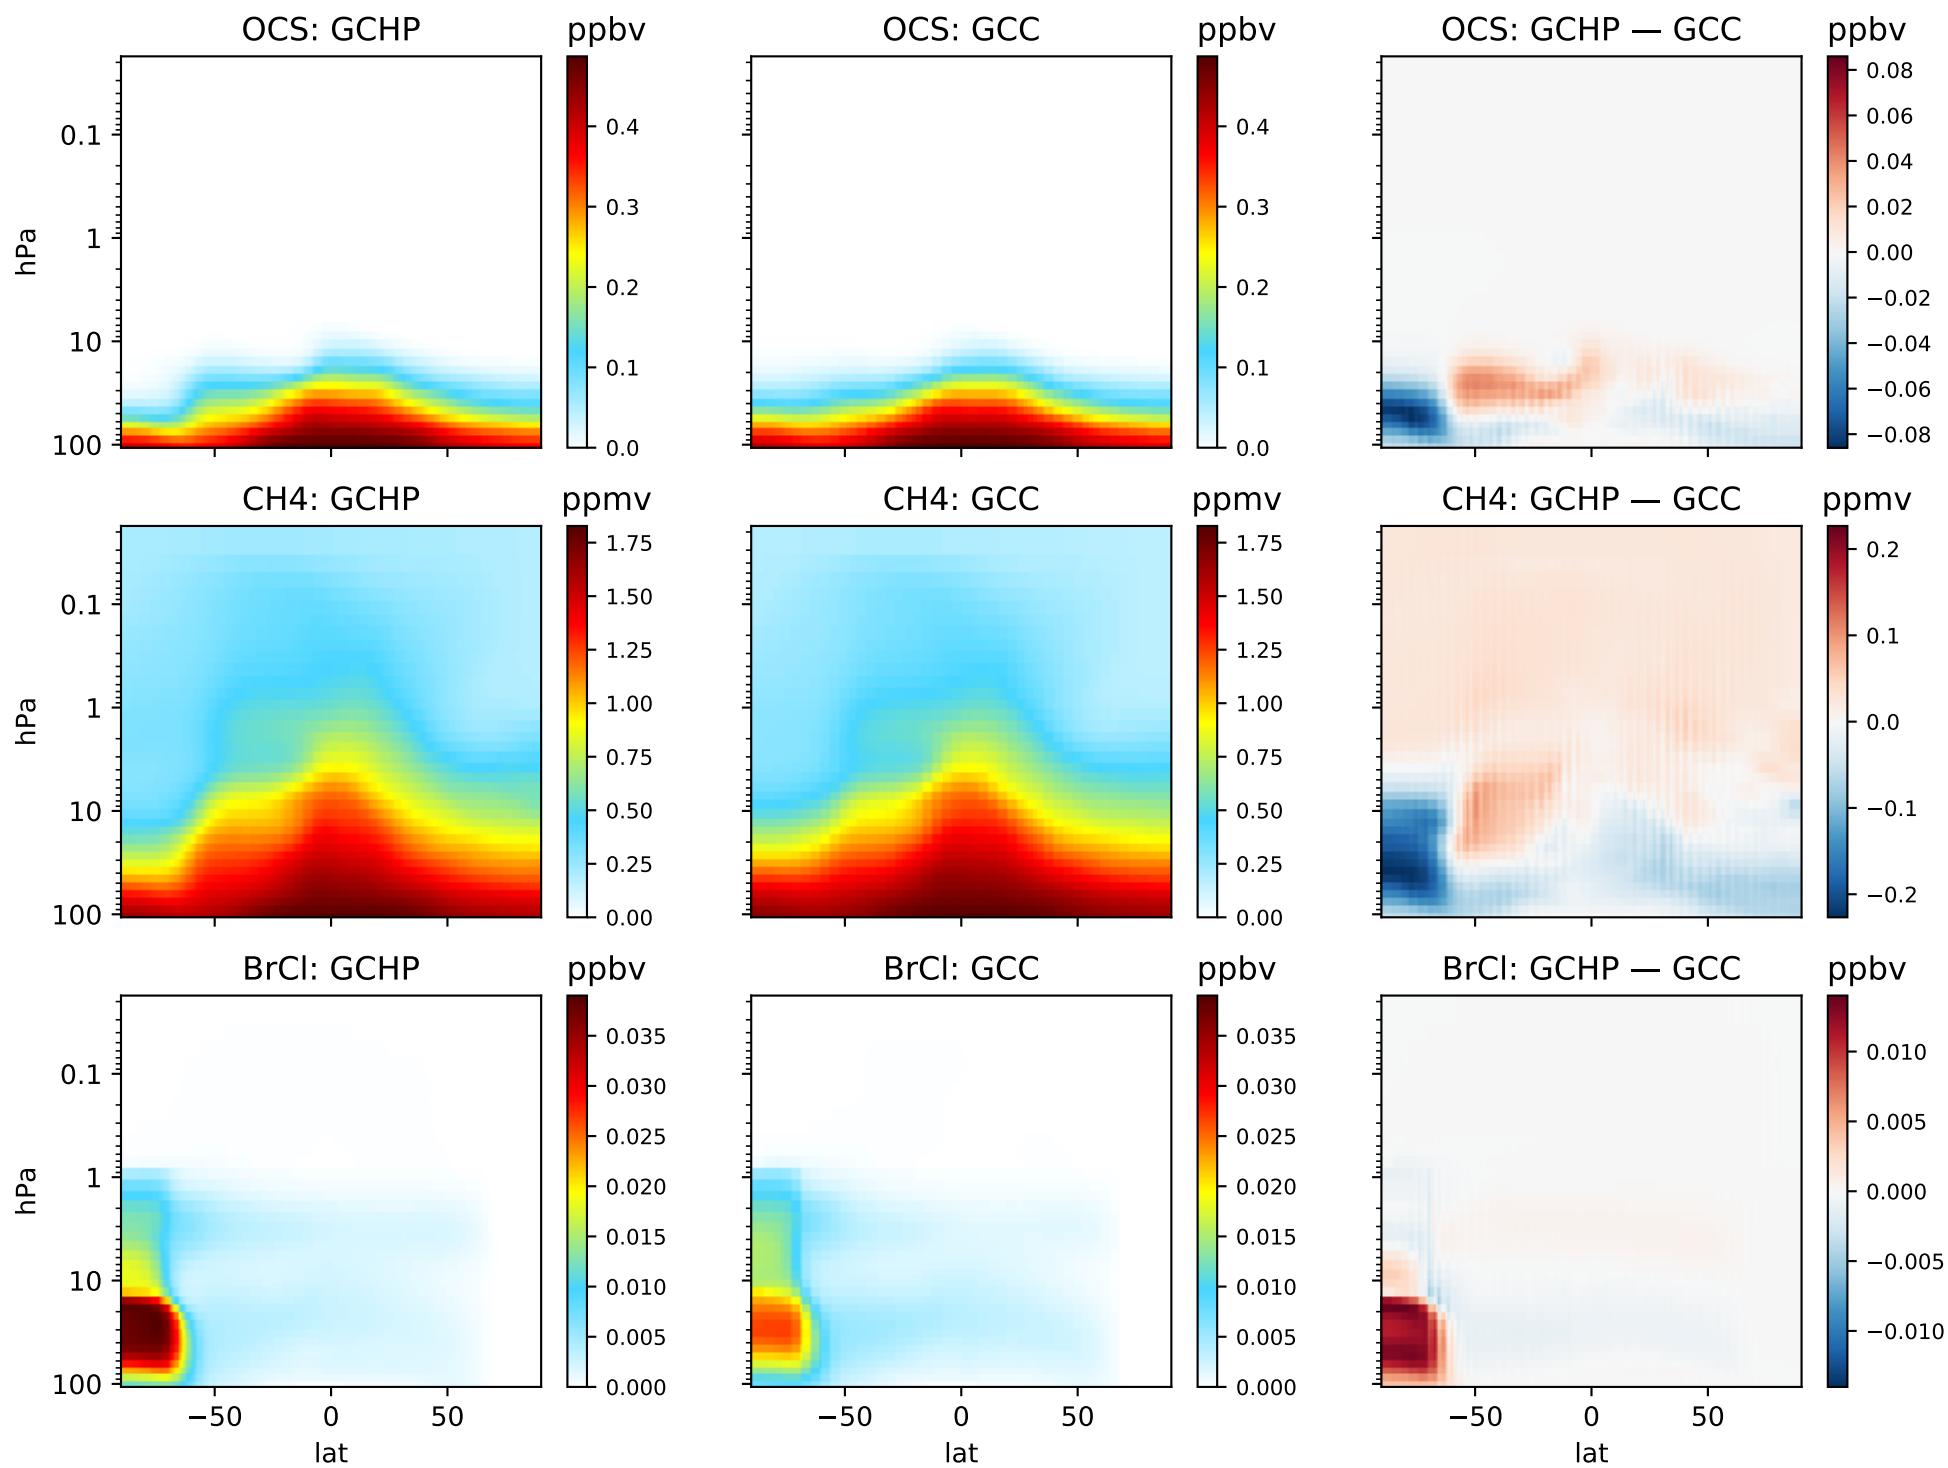 OCS: GCHP ppbv OCS: GCC ppbv OCS: GCHP — GCC ppbv
0.4 0.4 0.08
0.1 0.06
0.3 0.3 0.04
0.02
hPa 1 0.2 0.2 0.00
−0.02
10 0.1 0.1 −0.04
−0.06
100 0.0 0.0 −0.08
CH4: GCHP ppmv CH4: GCC ppmv CH4: GCHP — GCC ppmv
1.75 1.75 0.2
0.1 1.50 1.50
1.25 1.25 0.1
hPa 1 1.00 1.00 0.0
0.75 0.75
10 0.50 0.50 −0.1
0.25 0.25 −0.2
100 0.00 0.00
BrCl: GCHP ppbv BrCl: GCC ppbv BrCl: GCHP — GCC ppbv
0.035 0.035 0.010
0.1 0.030 0.030
0.025 0.025 0.005
hPa 1 0.020 0.020 0.000
0.015 0.015
10 0.010 0.010 −0.005
0.005 0.005 −0.010
100 0.000 0.000
−50 0 50 −50 0 50 −50 0 50
lat lat lat